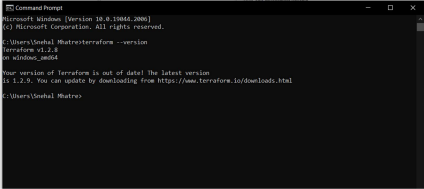 Command Prompt
Microsoft Windows [Version 10.0.19044.2006]
(c) Microsoft Corporation. All rights reserved.
C:\Users\Snehal Mhatre>terraform --version
Terraform v1.2.8
on windows_amd64
Your version of Terraform is out of date! The latest version
is 1.2.9. You can update by downloading from https://www.terraform.io/downloads.html
C:\Users\Snehal Mhatre>